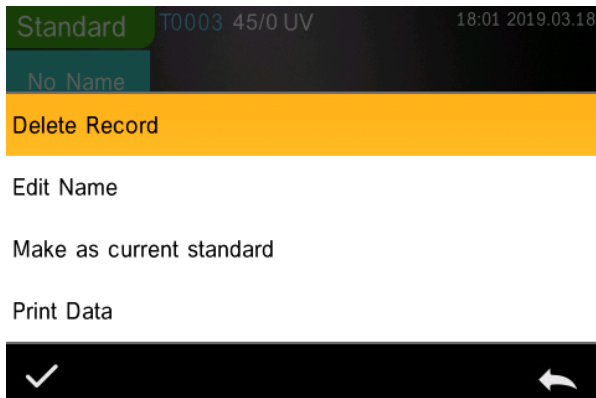 Standard T0003 45/0 UV 18:01 2019.03.18
No Name
Delete Record
Edit Name
Make as current standard
Print Data